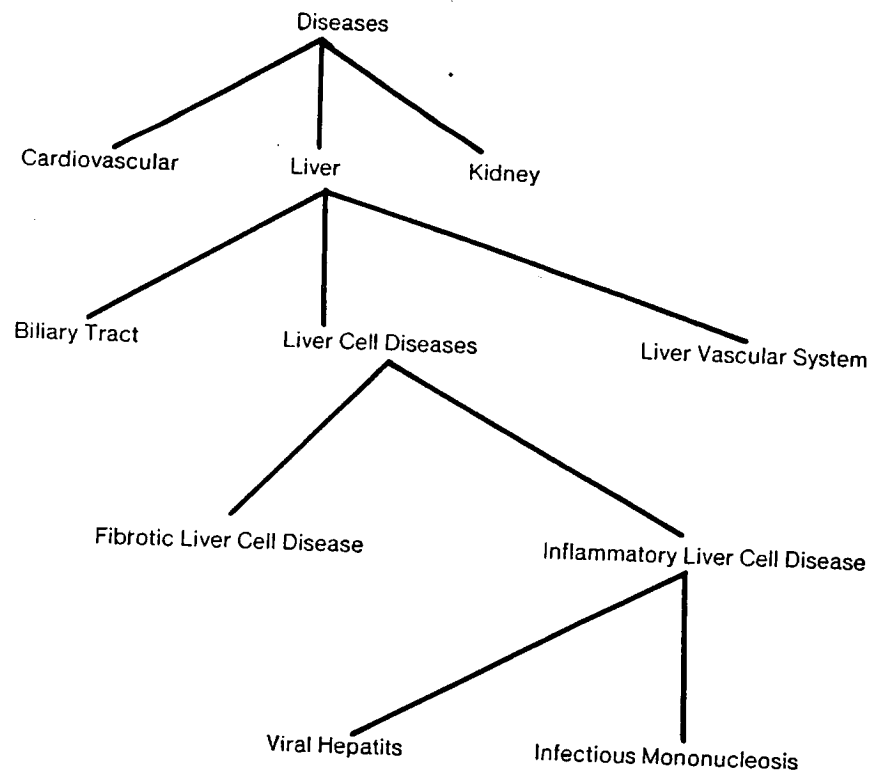 Diseases
Cardiovascular
Liver
Kidney
Biliary Tract
Liver Cell Diseases
Liver Vascular System
Fibrotic Liver Cell Disease
Inflammatory Liver Cell Disease
Viral Hepatits
Infectious Mononucleosis